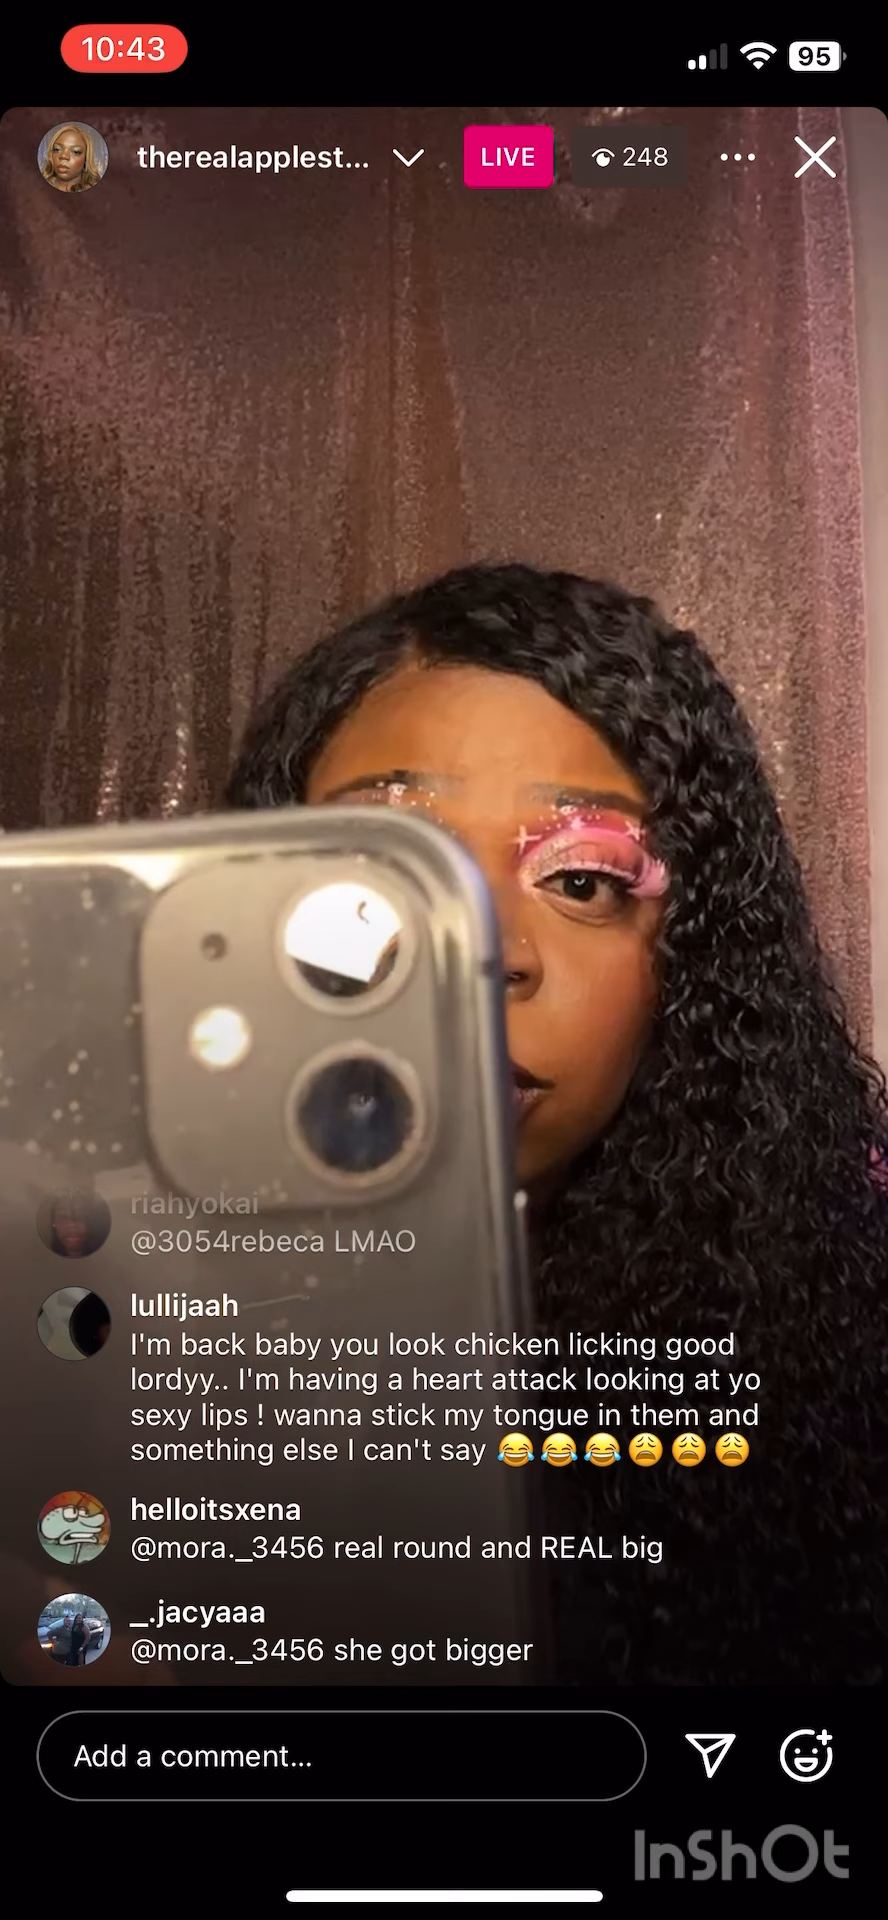 10:43
95
therealapplest...
LIVE
248
riahyokai
@3054rebeca LMAO
lullijaah
I'm back baby you look chicken licking good
lordyy.. I'm having a heart attack looking at yo
sexy lips ! wanna stick my tongue in them and
something else I can't say 😂😂😂😩😩😩
helloitsxena
@mora._3456 real round and REAL big
_.jacyaaa
@mora._3456 she got bigger
Add a comment...
InShOt